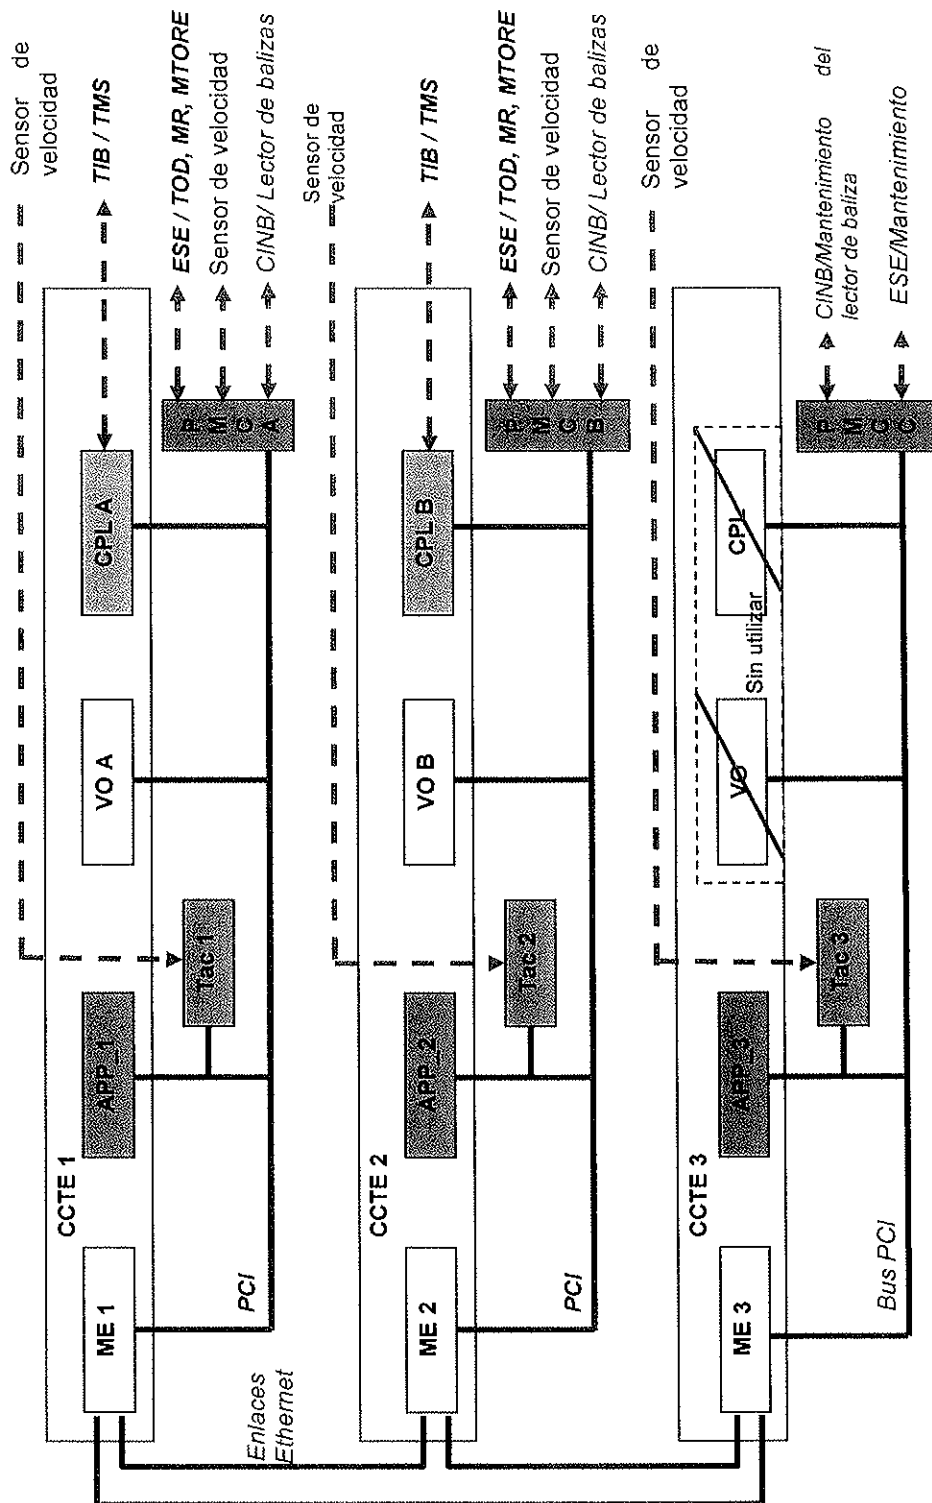 Sensor de
velocidad
TIB / TMS
ESE / TOD, MR, MTORE
Sensor de velocidad
CINB/ Lector de balizas
CCTE 1
ME 1
APP_1
Tac 1
VO A
CPL A
P
M
C
A
PCI
Enlaces
Ethernet
Sensor de
velocidad
TIB / TMS
ESE / TOD, MR, MTORE
Sensor de velocidad
CINB/ Lector de balizas
CCTE 2
ME 2
APP_2
Tac 2
VO B
CPL B
P
M
C
B
PCI
Sensor de
velocidad
CINB/Mantenimiento del
lector de baliza
ESE/Mantenimiento
CCTE 3
ME 3
APP_3
Tac 3
VO
CPL
Sin utilizar
P
M
C
C
Bus PCI